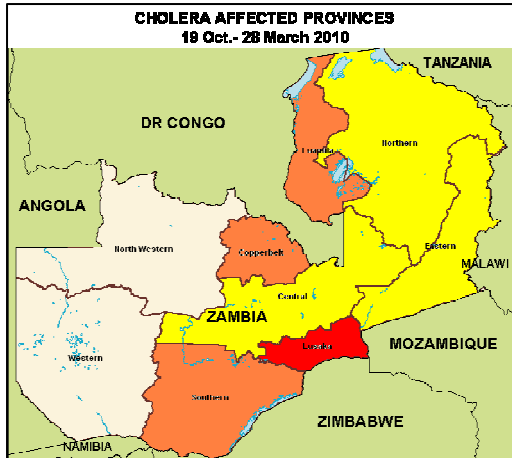 CHOLERA AFFECTED PROVINCES
19 Oct.- 28 March 2010
TANZANIA
DR CONGO
Northern
Luapula
ANGOLA
North Western
Copperbelt
Eastern
MALAWI
Central
ZAMBIA
MOZAMBIQUE
Lusaka
Western
Southern
ZIMBABWE
NAMIBIA